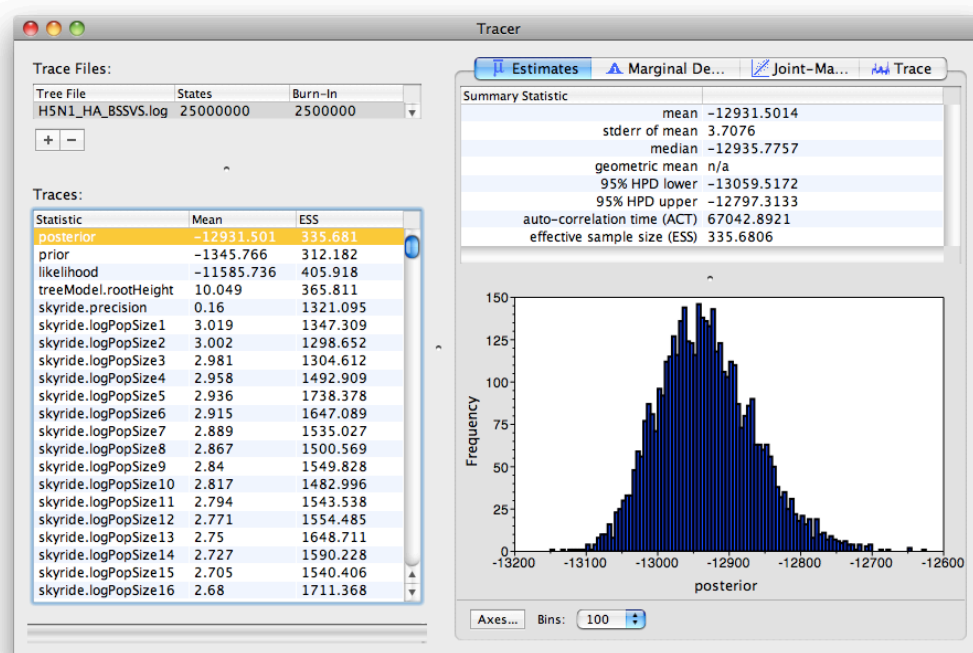 Tracer
Trace Files:
Tree File States Burn-In
H5N1_HA_BSSVS.log 25000000 2500000
+ −
Traces:
Statistic Mean ESS
posterior -12931.501 335.681
prior -1345.766 312.182
likelihood -11585.736 405.918
treeModel.rootHeight 10.049 365.811
skyride.precision 0.16 1321.095
skyride.logPopSize1 3.019 1347.309
skyride.logPopSize2 3.002 1298.652
skyride.logPopSize3 2.981 1304.612
skyride.logPopSize4 2.958 1492.909
skyride.logPopSize5 2.936 1738.378
skyride.logPopSize6 2.915 1647.089
skyride.logPopSize7 2.889 1535.027
skyride.logPopSize8 2.867 1500.569
skyride.logPopSize9 2.84 1549.828
skyride.logPopSize10 2.817 1482.996
skyride.logPopSize11 2.794 1543.538
skyride.logPopSize12 2.771 1554.485
skyride.logPopSize13 2.75 1648.711
skyride.logPopSize14 2.727 1590.228
skyride.logPopSize15 2.705 1540.406
skyride.logPopSize16 2.68 1711.368
μ Estimates Marginal De... Joint-Ma... Trace
Summary Statistic
mean -12931.5014
stderr of mean 3.7076
median -12935.7757
geometric mean n/a
95% HPD lower -13059.5172
95% HPD upper -12797.3133
auto-correlation time (ACT) 67042.8921
effective sample size (ESS) 335.6806
150
125
100
75
50
25
0
Frequency
-13200 -13100 -13000 -12900 -12800 -12700 -12600
posterior
Axes... Bins: 100